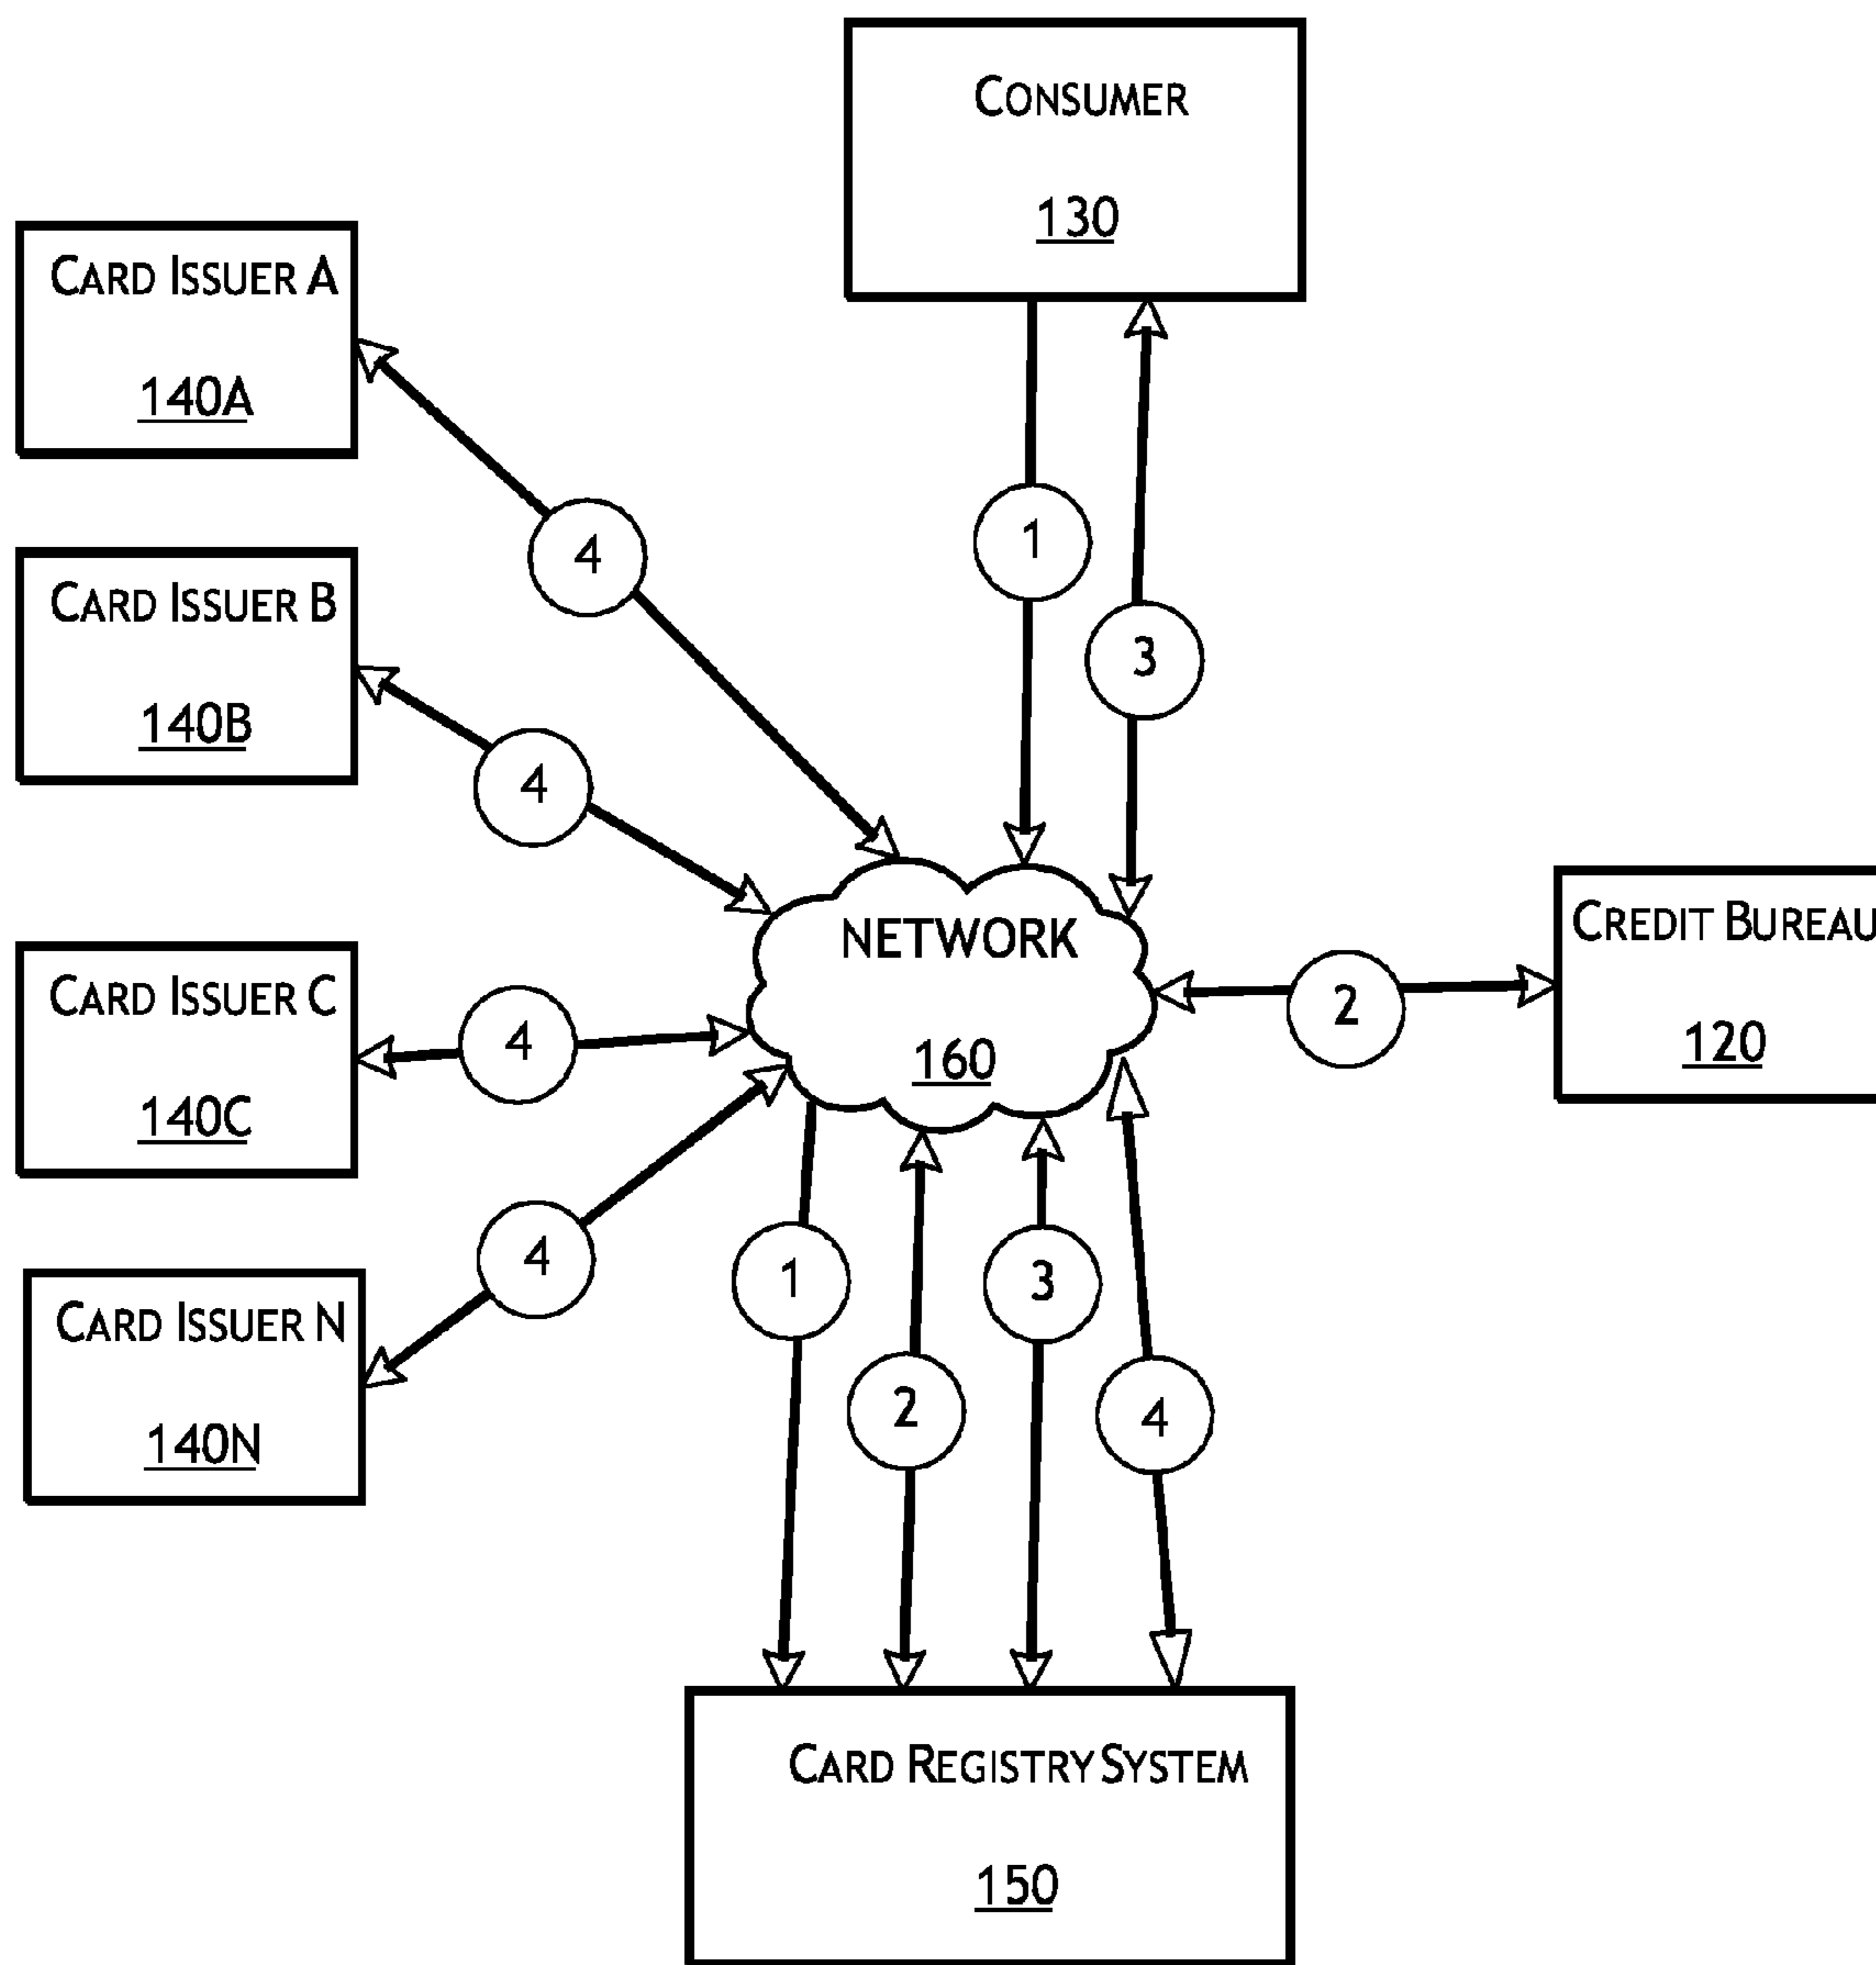 CONSUMER
130
CARD ISSUER A
140A
CARD ISSUER B
140B
CARD ISSUER C
140C
CARD ISSUER N
140N
4
4
4
4
1
3
NETWORK
160
2
CREDIT BUREAU
120
1
2
3
4
CARD REGISTRY SYSTEM
150